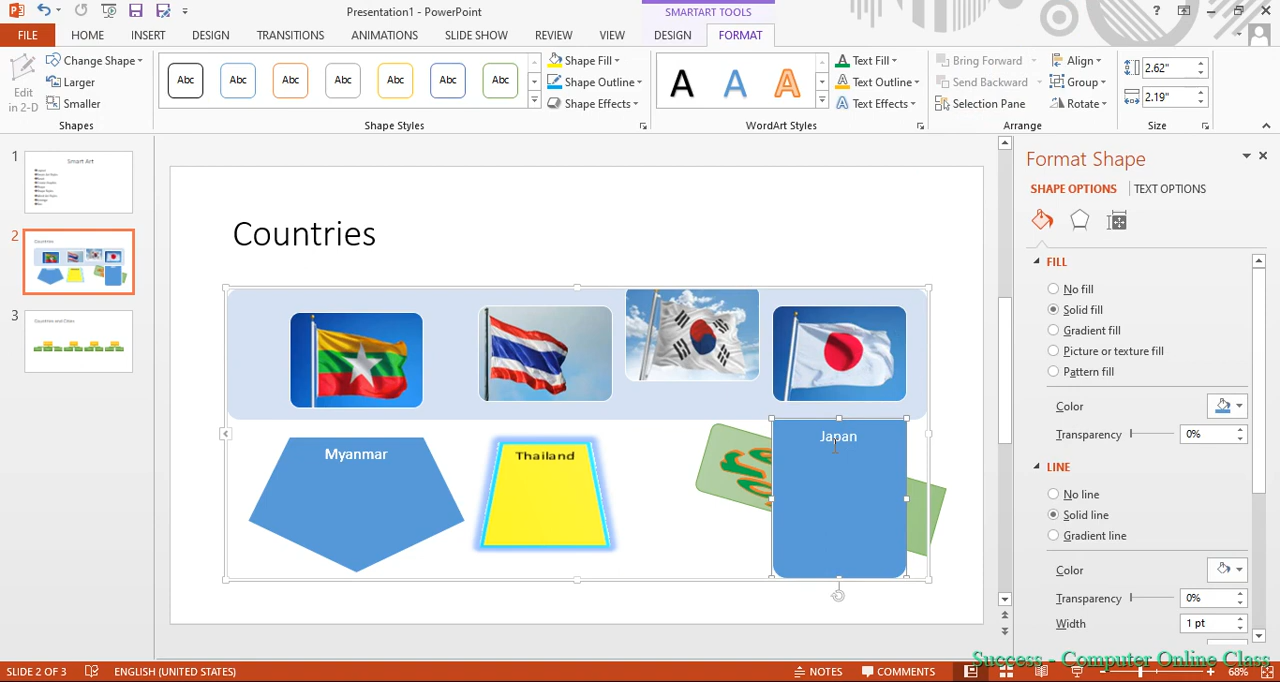 Presentation1 - PowerPoint
SMARTART TOOLS
?
FILE HOME INSERT DESIGN TRANSITIONS ANIMATIONS SLIDE SHOW REVIEW VIEW DESIGN FORMAT
Edit in 2-D
Change Shape
Larger
Smaller
Shapes
Abc Abc Abc Abc Abc Abc Abc
Shape Fill
Shape Outline
Shape Effects
Shape Styles
A A A
Text Fill
Text Outline
Text Effects
WordArt Styles
Bring Forward
Send Backward
Selection Pane
Align
Group
Rotate
Arrange
2.62"
2.19"
Size
1
Smart Art
2
Countries
3
Countries and Cities
Countries
Myanmar
Thailand
Japan
Format Shape
SHAPE OPTIONS TEXT OPTIONS
FILL
No fill
Solid fill
Gradient fill
Picture or texture fill
Pattern fill
Color
Transparency 0%
LINE
No line
Solid line
Gradient line
Color
Transparency 0%
Width 1 pt
SLIDE 2 OF 3 ENGLISH (UNITED STATES) NOTES COMMENTS 68%
Success - Computer Online Class